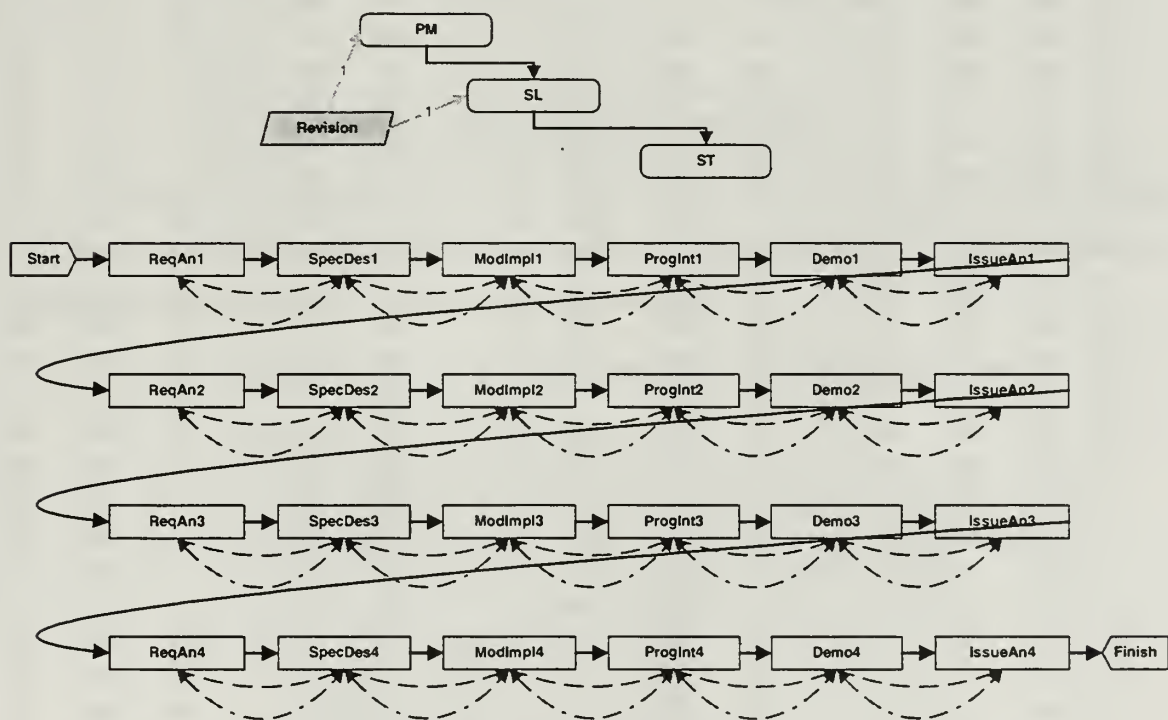 PM
1
SL
1
Revision
ST
Start ReqAn1 SpecDes1 ModImpl1 ProgInt1 Demo1 IssueAn1
ReqAn2 SpecDes2 ModImpl2 ProgInt2 Demo2 IssueAn2
ReqAn3 SpecDes3 ModImpl3 ProgInt3 Demo3 IssueAn3
ReqAn4 SpecDes4 ModImpl4 ProgInt4 Demo4 IssueAn4 Finish